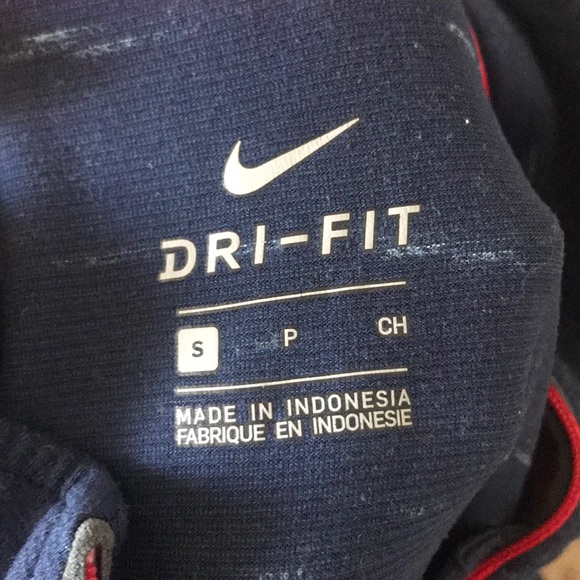 DRI-FIT
S P CH
MADE IN INDONESIA
FABRIQUE EN INDONESIE